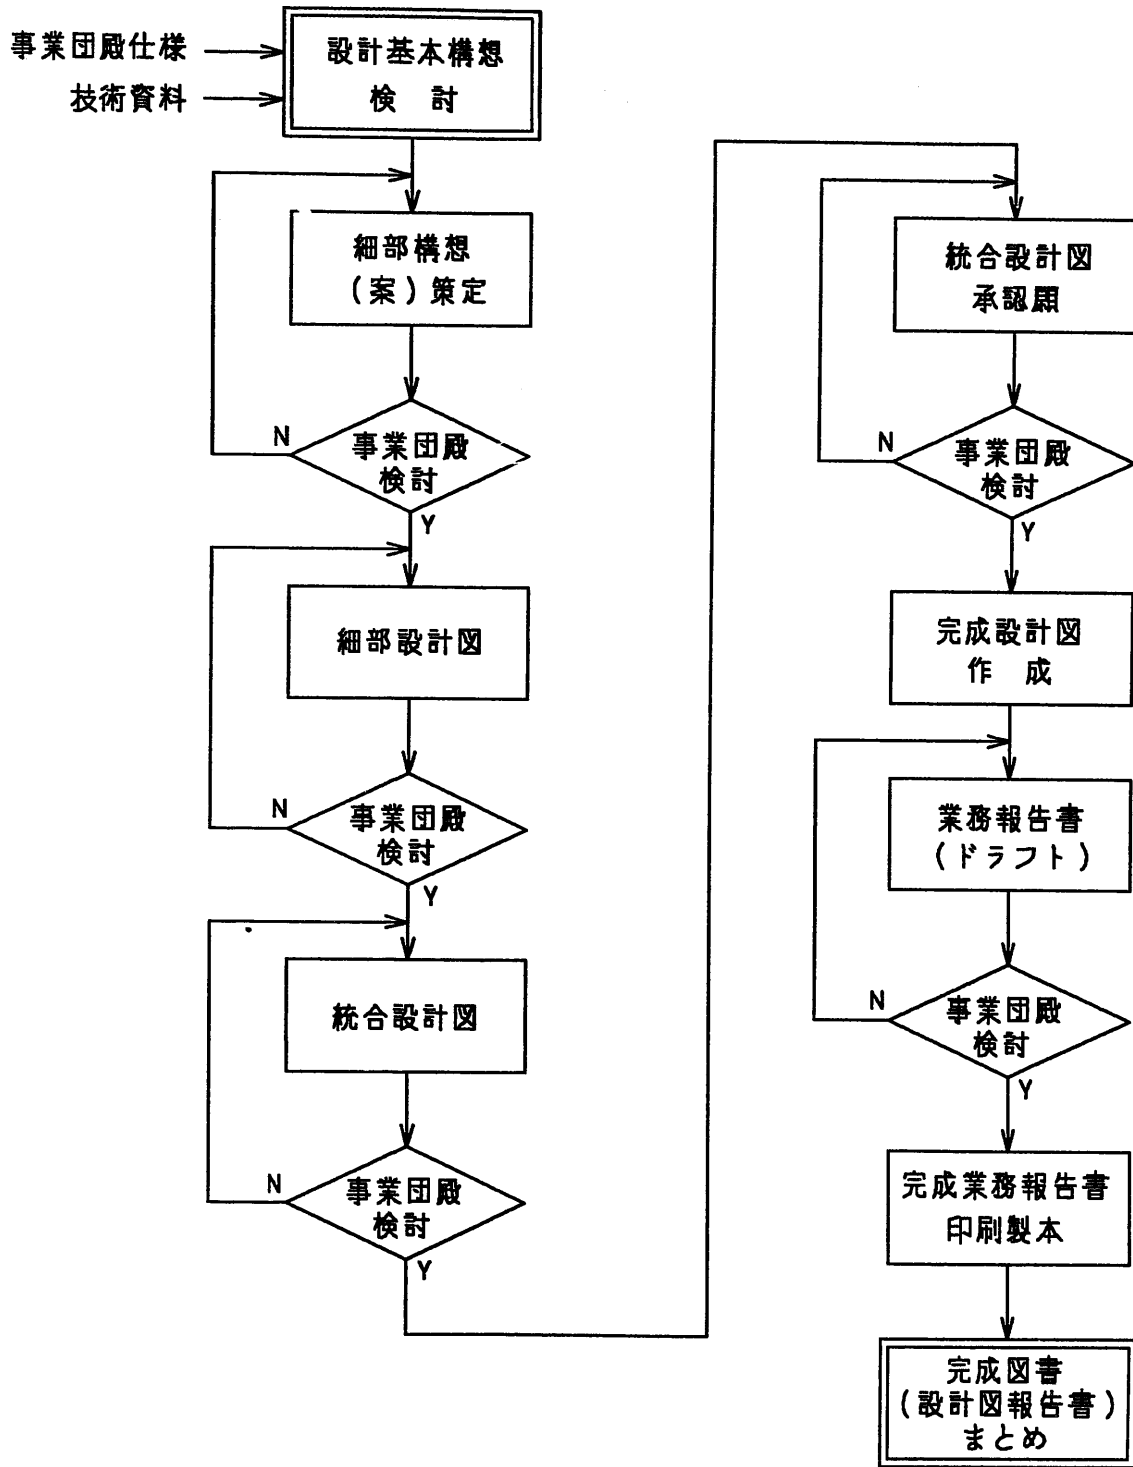 事業団殿仕様
技術資料
設計基本構想
検　討
細部構想
（案）策定
N
事業団殿
検討
Y
細部設計図
N
事業団殿
検討
Y
統合設計図
N
事業団殿
検討
Y
統合設計図
承認願
N
事業団殿
検討
Y
完成設計図
作　成
業務報告書
（ドラフト）
N
事業団殿
検討
Y
完成業務報告書
印刷製本
完成図書
（設計図報告書）
まとめ